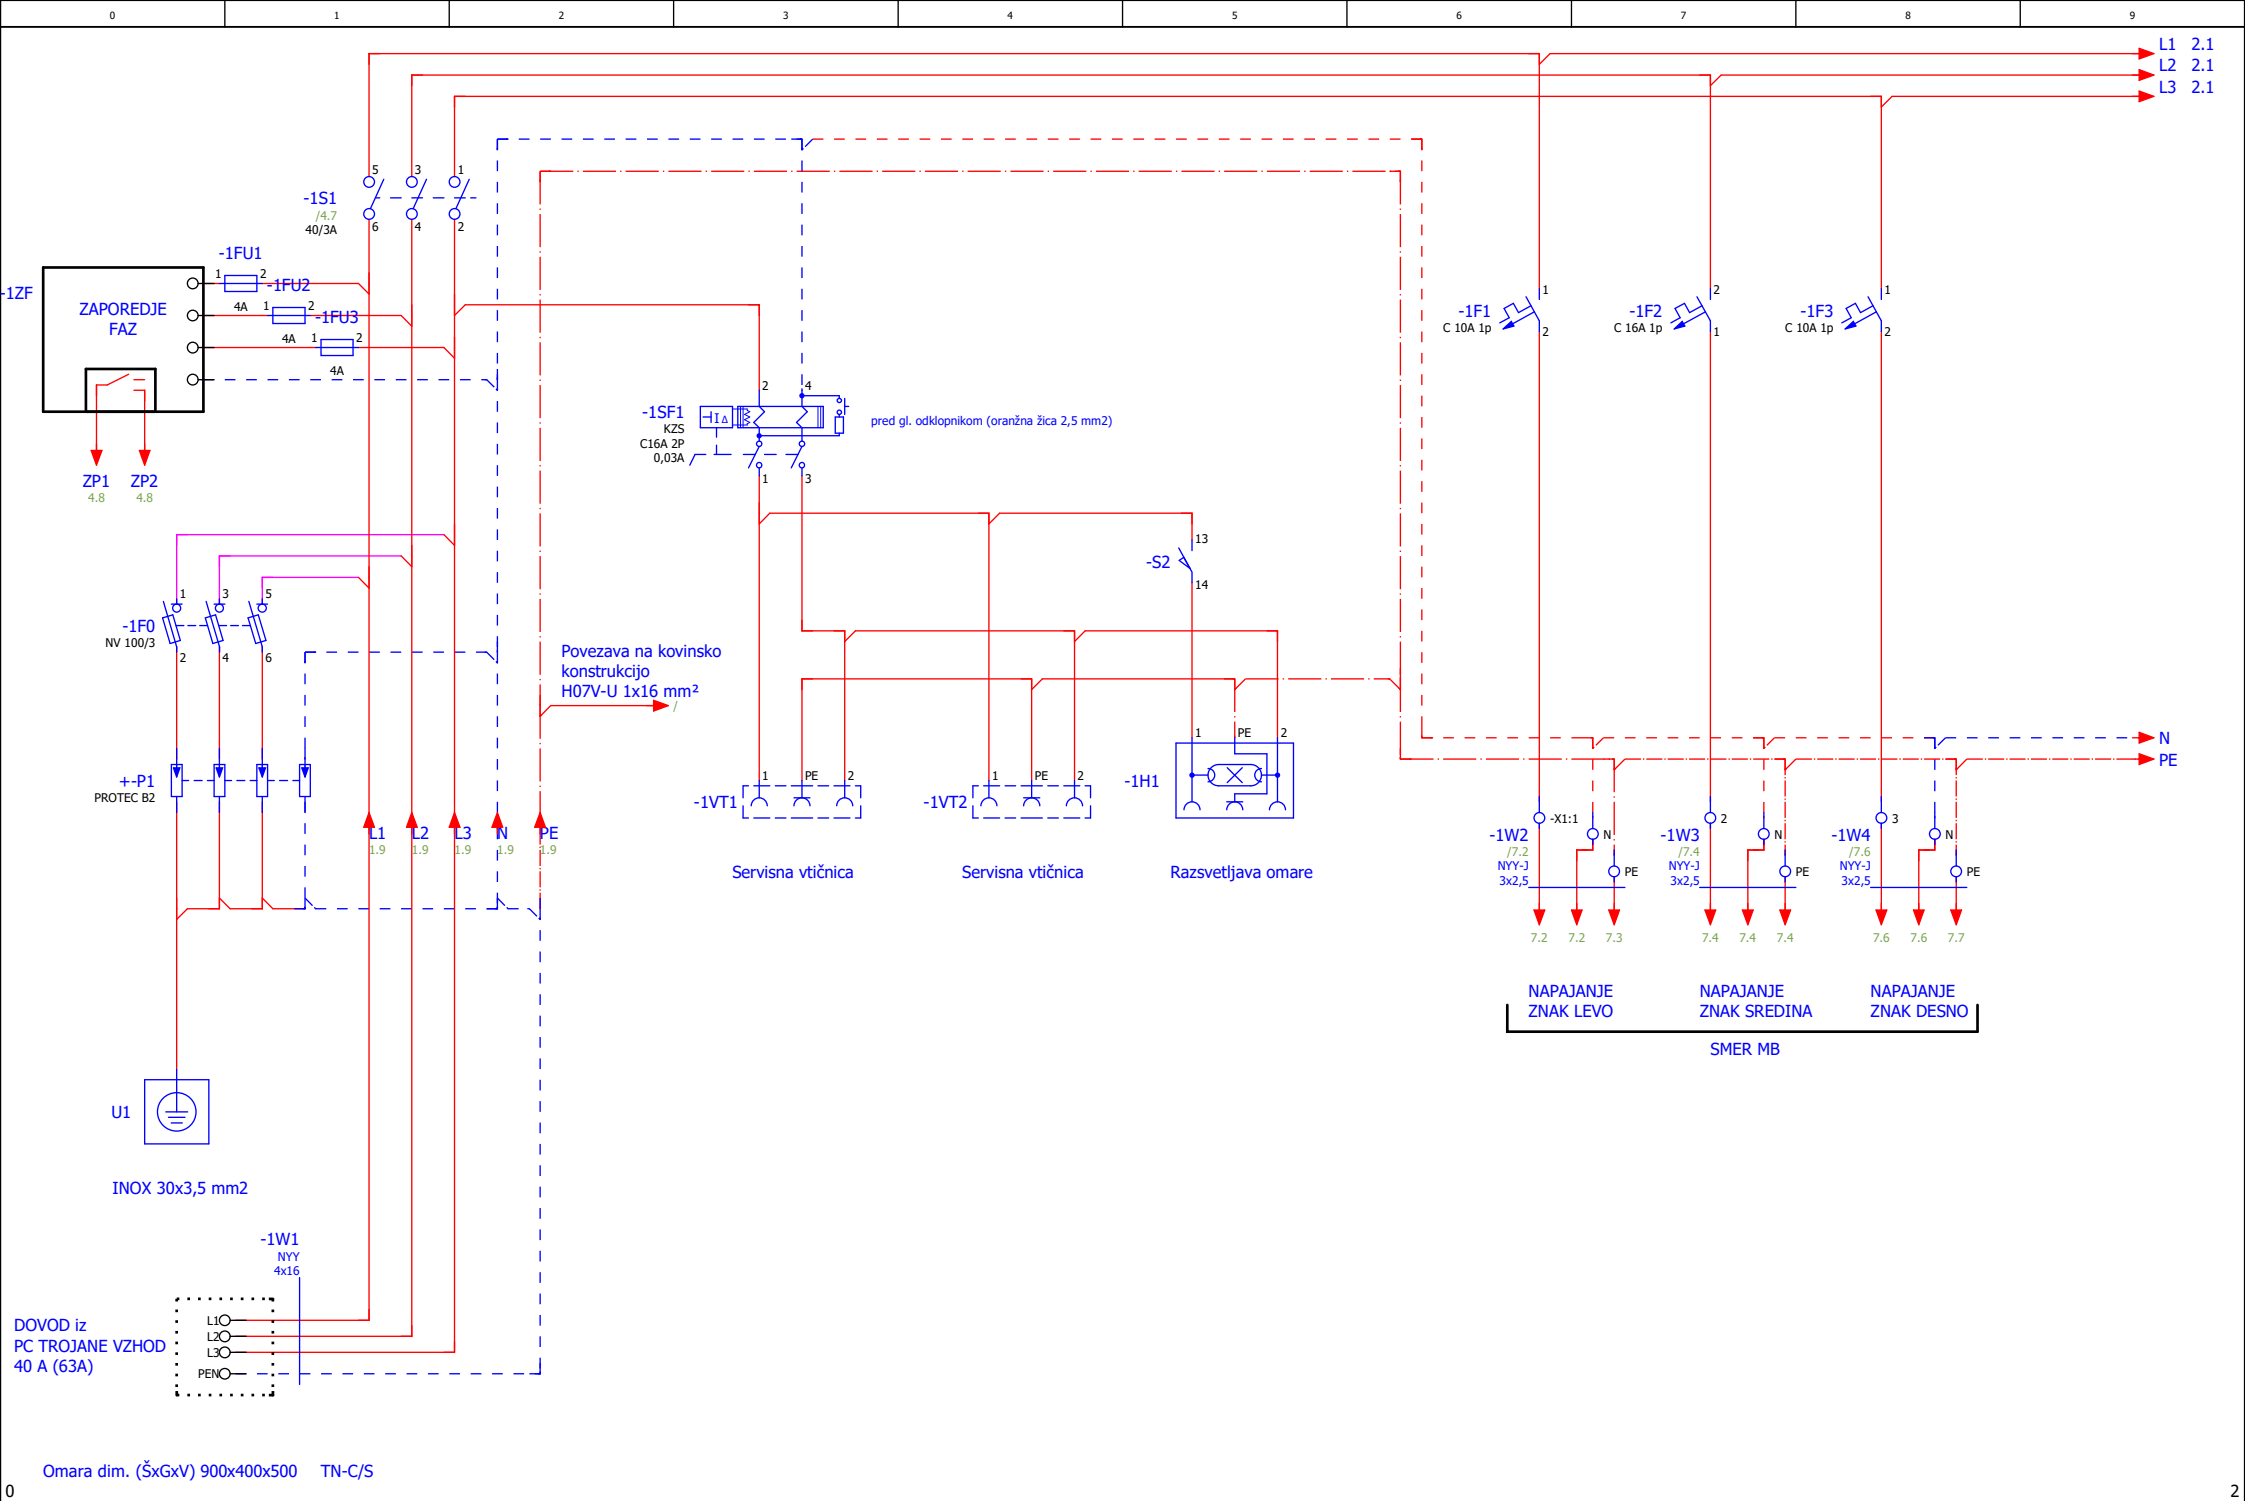 0 1 2 3 4 5 6 7 8 9
L1 2.1
L2 2.1
L3 2.1
5 3 1
-1S1
/4.7
40/3A
6 4 2
-1FU1
1 2
4A
-1FU2
1 2
4A
-1FU3
1 2
4A
-1ZF
ZAPOREDJE
FAZ
ZP1 ZP2
4.8 4.8
-1F1
C 10A 1p
1
2
-1F2
C 16A 1p
2
1
-1F3
C 10A 1p
1
2
2 4
-1SF1
KZS
C16A 2P
0,03A
I Δ
1 3
pred gl. odklopnikom (oranžna žica 2,5 mm2)
13
-S2
14
1 3 5
-1F0
NV 100/3
2 4 6
Povezava na kovinsko
konstrukcijo
H07V-U 1x16 mm²
/
+-P1
PROTEC B2
L1 L2 L3 N PE
1.9 1.9 1.9 1.9 1.9
1 PE 2
-1VT1
Servisna vtičnica
1 PE 2
-1VT2
Servisna vtičnica
1 PE 2
-1H1
Razsvetljava omare
N
PE
-X1:1
-1W2
/7.2
NYY-J
3x2,5
N
PE
2
-1W3
/7.4
NYY-J
3x2,5
N
PE
3
-1W4
/7.6
NYY-J
3x2,5
N
PE
7.2 7.2 7.3
7.4 7.4 7.4
7.6 7.6 7.7
NAPAJANJE
ZNAK LEVO
NAPAJANJE
ZNAK SREDINA
NAPAJANJE
ZNAK DESNO
SMER MB
U1
INOX 30x3,5 mm2
-1W1
NYY
4x16
DOVOD iz
PC TROJANE VZHOD
40 A (63A)
L1
L2
L3
PEN
Omara dim. (ŠxGxV) 900x400x500 TN-C/S
0 2